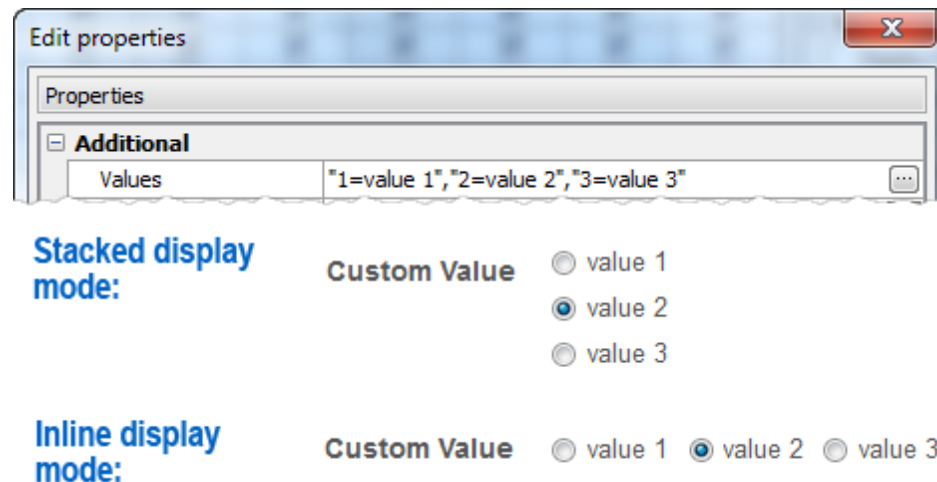 Edit properties
Properties
Additional
Values "1=value 1","2=value 2","3=value 3"
Stacked display
mode:
Custom Value
value 1
value 2
value 3
Inline display
mode:
Custom Value value 1 value 2 value 3